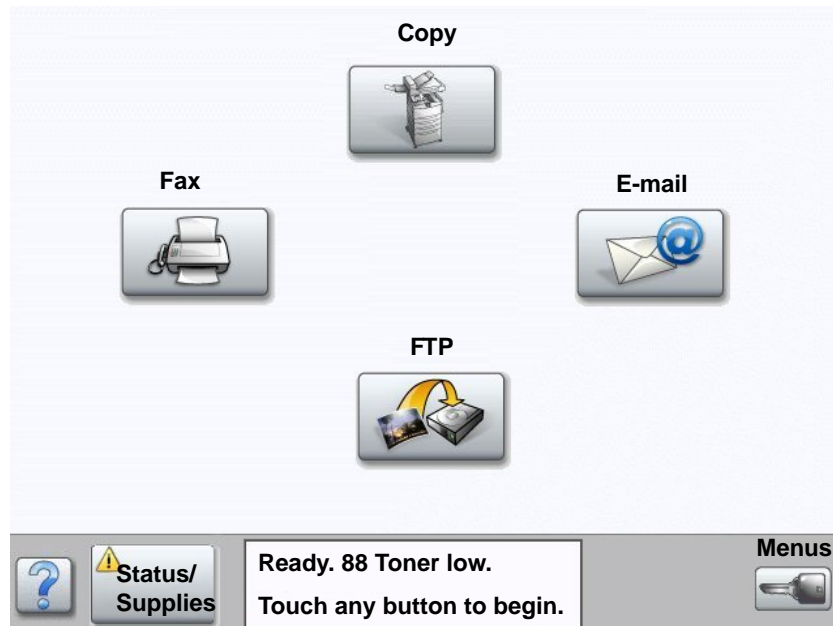 Copy
Fax
E-mail
FTP
Status/
Supplies
Ready. 88 Toner low.
Touch any button to begin.
Menus